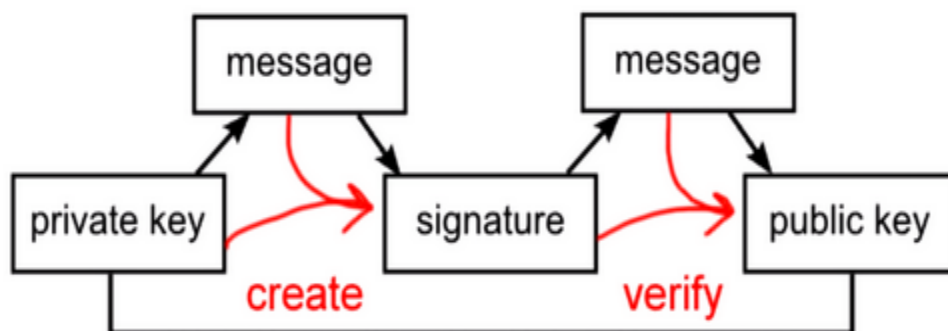 message
message
private key
signature
public key
create
verify